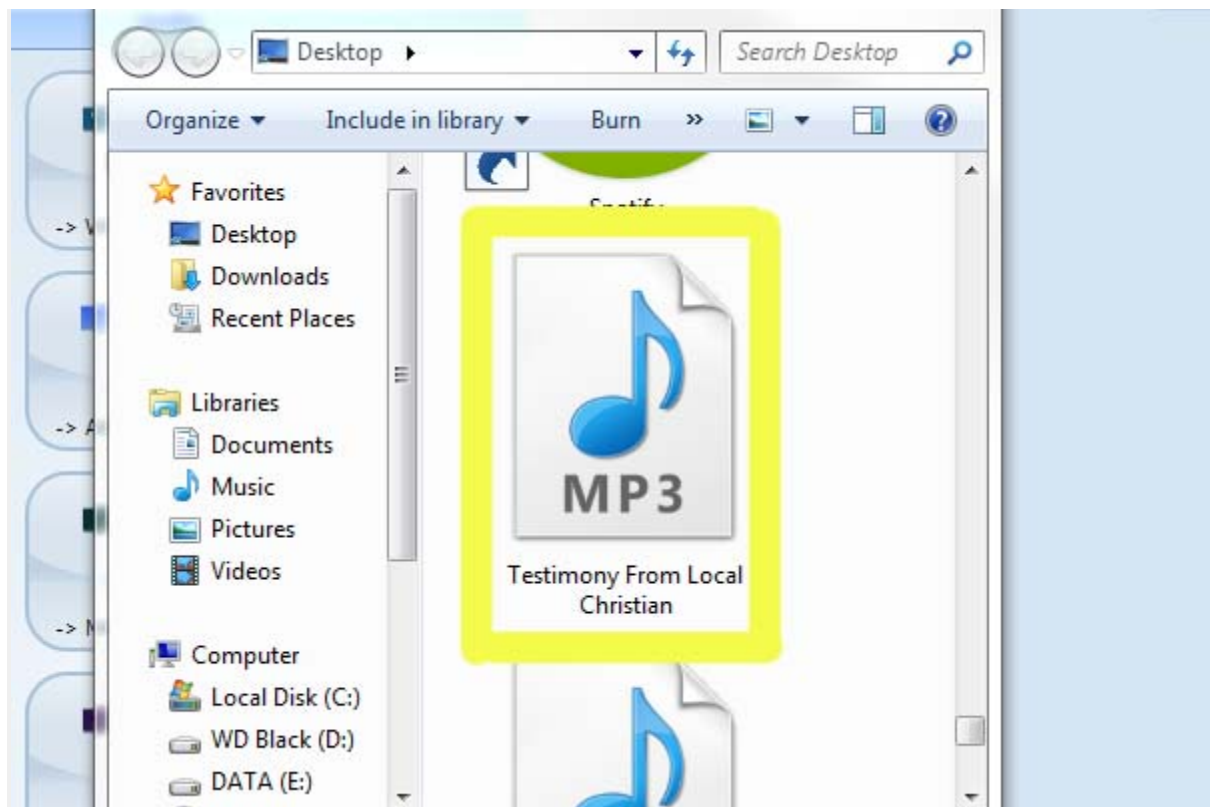 Desktop
Search Desktop
Organize
Include in library
Burn
»
Favorites
Desktop
Downloads
Recent Places
Libraries
Documents
Music
Pictures
Videos
Computer
Local Disk (C:)
WD Black (D:)
DATA (E:)
Spotify
MP3
Testimony From Local
Christian
->
->
->